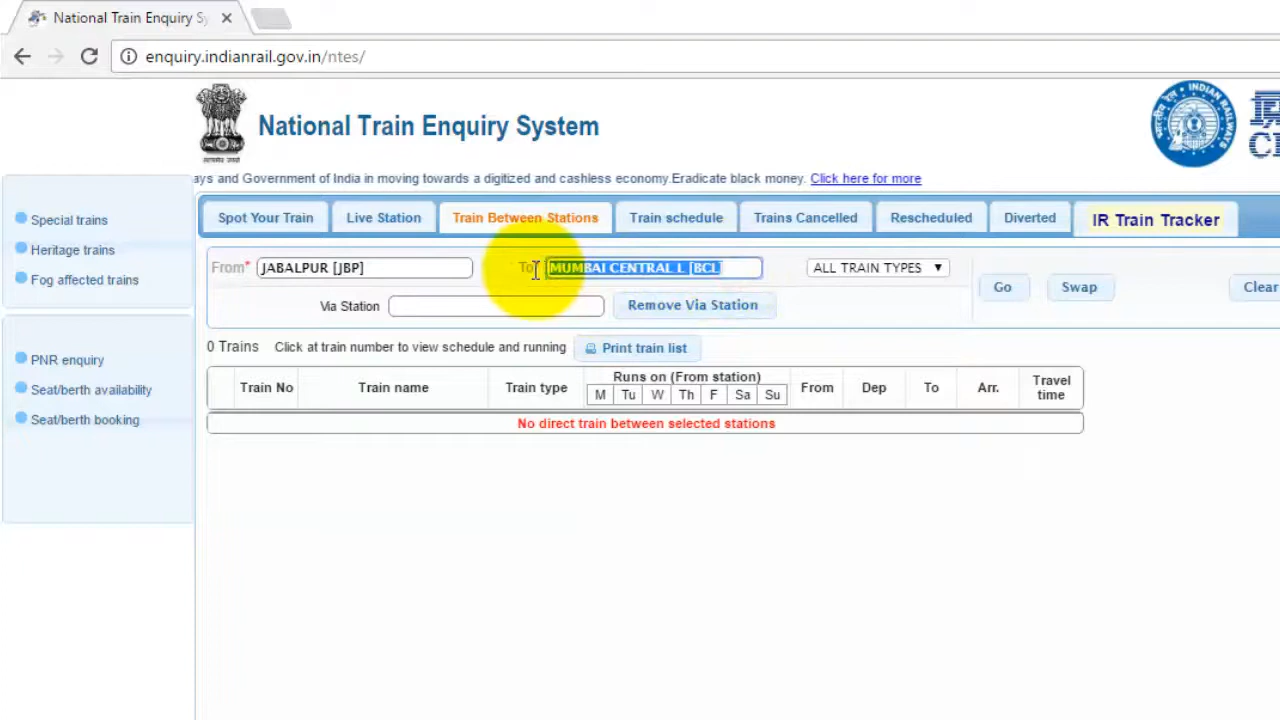 National Train Enquiry Sy
enquiry.indianrail.gov.in/ntes/
National Train Enquiry System
ays and Government of India in moving towards a digitized and cashless economy.Eradicate black money. Click here for more
Special trains
Heritage trains
Fog affected trains
PNR enquiry
Seat/berth availability
Seat/berth booking
Spot Your Train Live Station Train Between Stations Train schedule Trains Cancelled Rescheduled Diverted IR Train Tracker
From* JABALPUR [JBP] To MUMBAI CENTRAL L [BCL] ALL TRAIN TYPES Go Swap Clear
Via Station Remove Via Station
0 Trains Click at train number to view schedule and running Print train list
Train No Train name Train type Runs on (From station) From Dep To Arr. Travel time
M Tu W Th F Sa Su
No direct train between selected stations